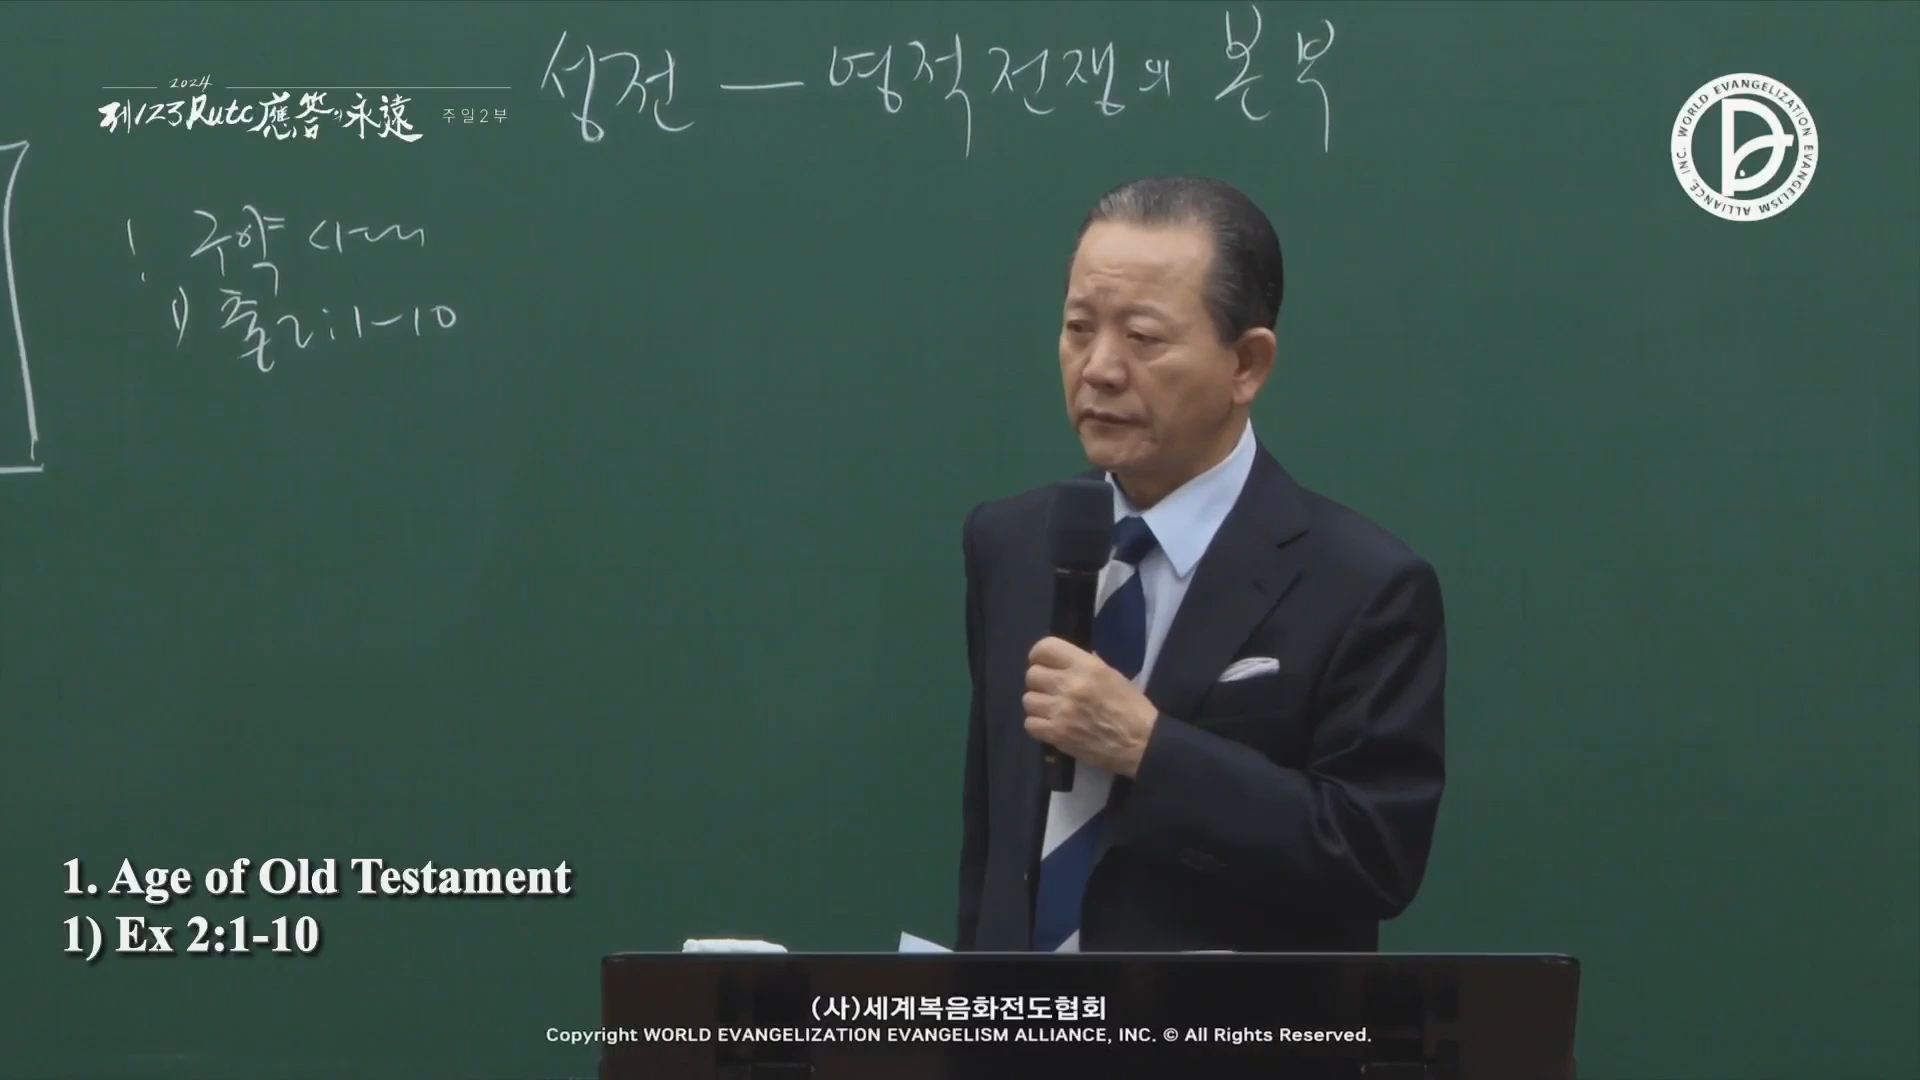 성전 — 영적전쟁의 본부
2024
제123 Rutc 應答의 永遠 주일2부
WORLD EVANGELIZATION EVANGELISM ALLIANCE, INC.
1. 구약시대
1) 출2:1-10
1. Age of Old Testament
1) Ex 2:1-10
(사)세계복음화전도협회
Copyright WORLD EVANGELIZATION EVANGELISM ALLIANCE, INC. © All Rights Reserved.